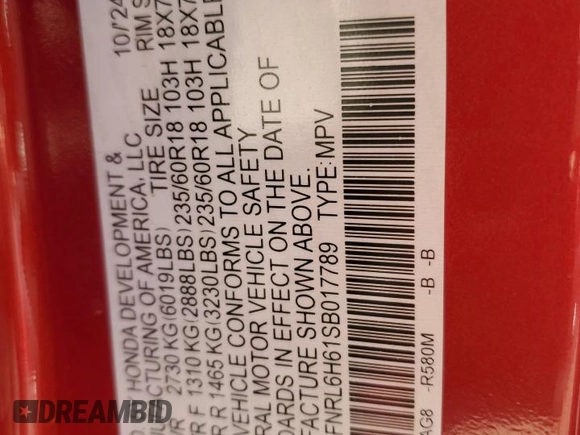 HONDA DEVELOPMENT & 10/'24
ACTURING OF AMERICA, LLC
TIRE SIZE RIM S
2730 KG(6019LBS)
R F 1310 KG(2888LBS) 235/60R18 103H 18X7
R R 1465 KG(3230LBS) 235/60R18 103H 18X7
VEHICLE CONFORMS TO ALL APPLICABLE
RAL MOTOR VEHICLE SAFETY
DARDS IN EFFECT ON THE DATE OF
FACTURE SHOWN ABOVE.
FNRL6H61SB017789 TYPE:MPV
AG8 -R580M -B -B
DREAMBID